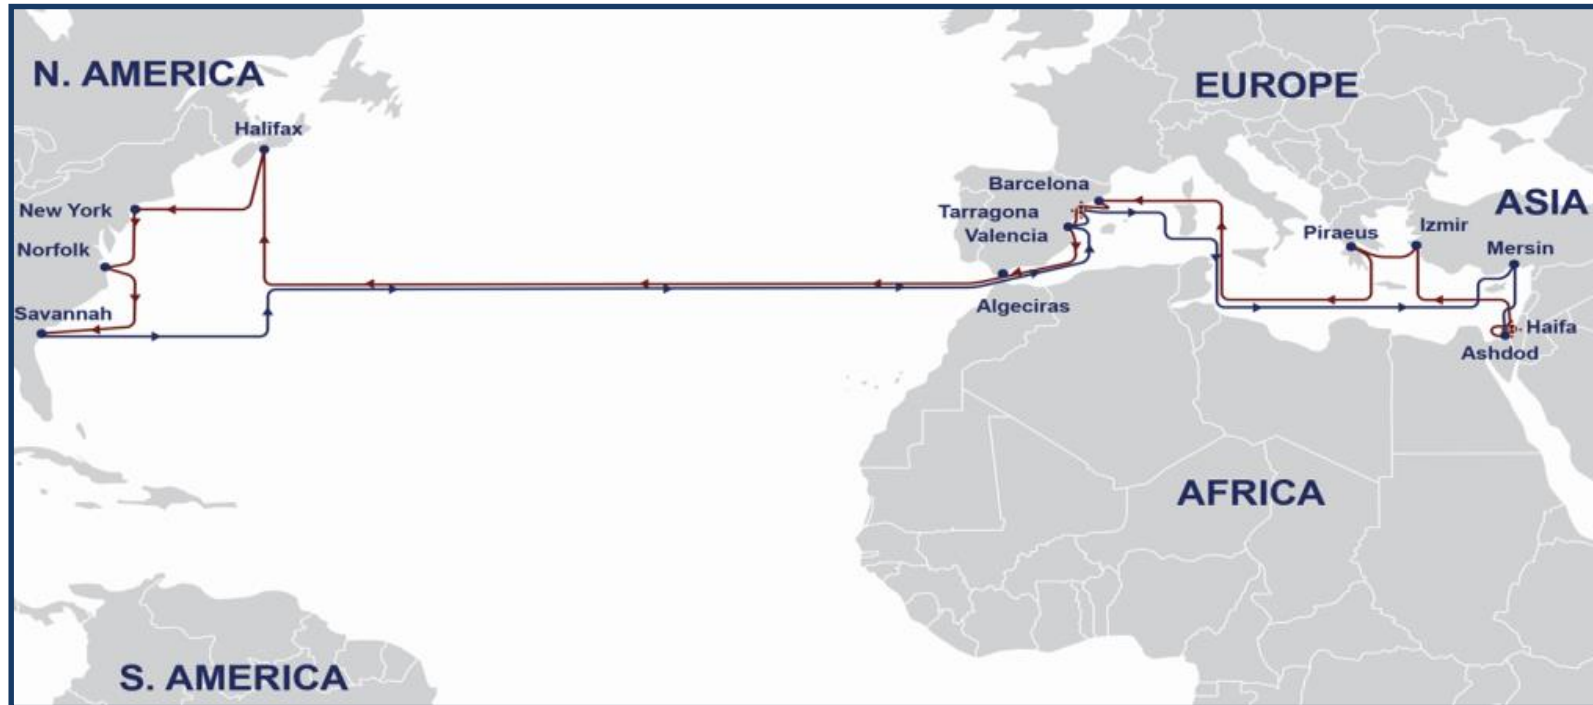 N. AMERICA
EUROPE
Halifax
Barcelona
ASIA
New York
Tarragona
Piraeus
Izmir
Norfolk
Valencia
Mersin
Savannah
Algeciras
Haifa
Ashdod
AFRICA
S. AMERICA